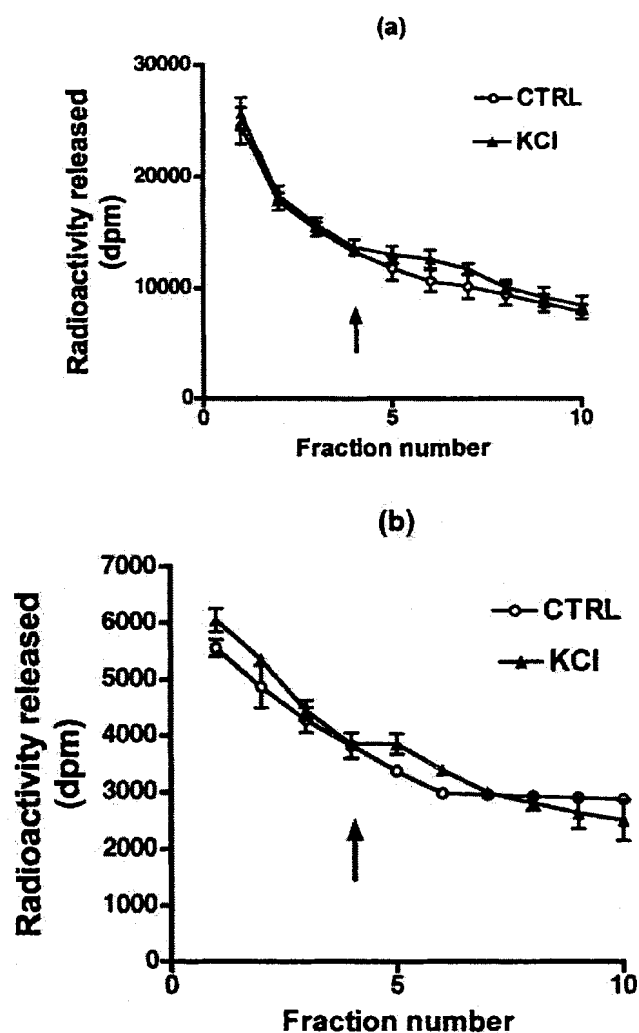 (a)
Radioactivity released
(dpm)
30000
20000
10000
0
CTRL
KCl
0
5
10
Fraction number
(b)
Radioactivity released
(dpm)
7000
6000
5000
4000
3000
2000
1000
0
CTRL
KCl
0
5
10
Fraction number